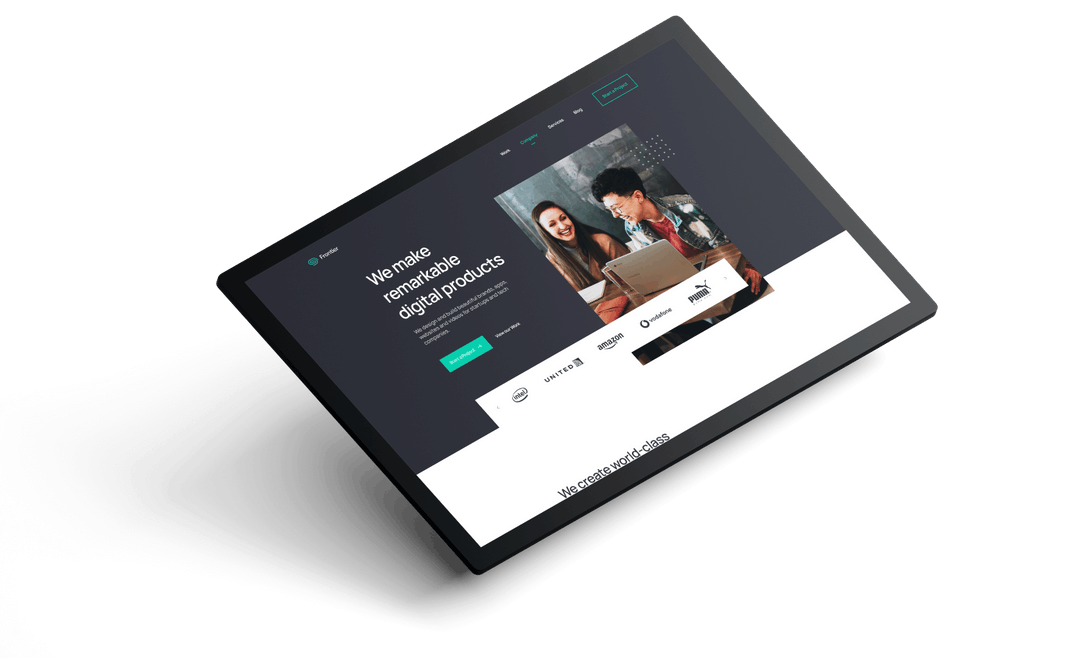 Frontier
Work
Company
Services
Blog
Start a Project
We make
remarkable
digital products
We design and build beautiful brands, apps,
websites and videos for startups and tech
companies.
Start a Project
View our Work
intel
UNITED
amazon
vodafone
PUMA
We create world-class